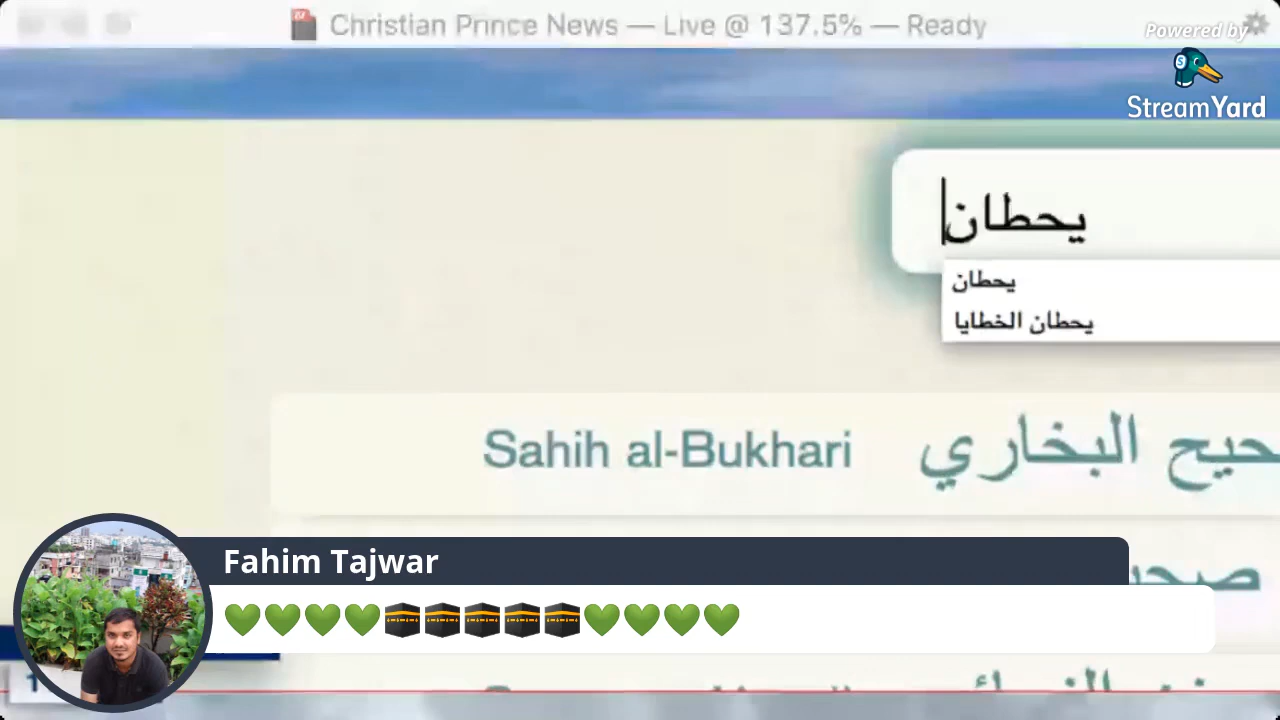 Christian Prince News — Live @ 137.5% — Ready
Powered by
StreamYard
يحطان
يحطان
يحطان الخطايا
Sahih al-Bukhari
البخاري
Fahim Tajwar
💚💚💚💚🕋🕋🕋🕋🕋💚💚💚💚